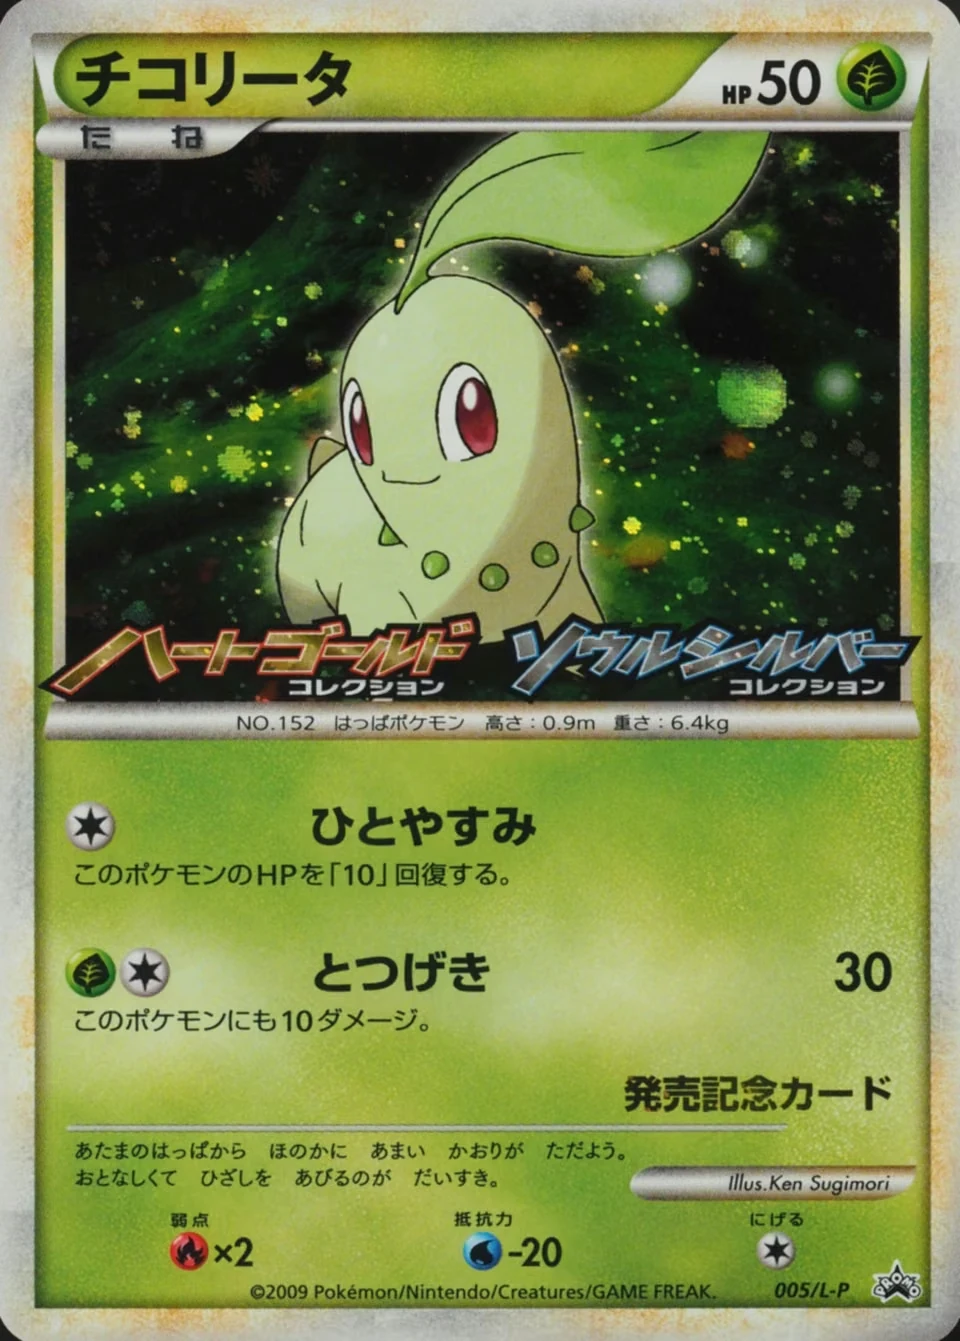 チコリータ HP50
たね
ハートゴールド ソウルシルバー
コレクション コレクション
NO.152 はっぱポケモン 高さ:0.9m 重さ:6.4kg
ひとやすみ
このポケモンのHPを「10」回復する。
とつげき 30
このポケモンにも10ダメージ。
発売記念カード
あたまのはっぱから ほのかに あまい かおりが ただよう。
おとなしくて ひざしを あびるのが だいすき。
Illus.Ken Sugimori
弱点 抵抗力 にげる
×2 -20
©2009 Pokémon/Nintendo/Creatures/GAME FREAK. 005/L-P PROMO